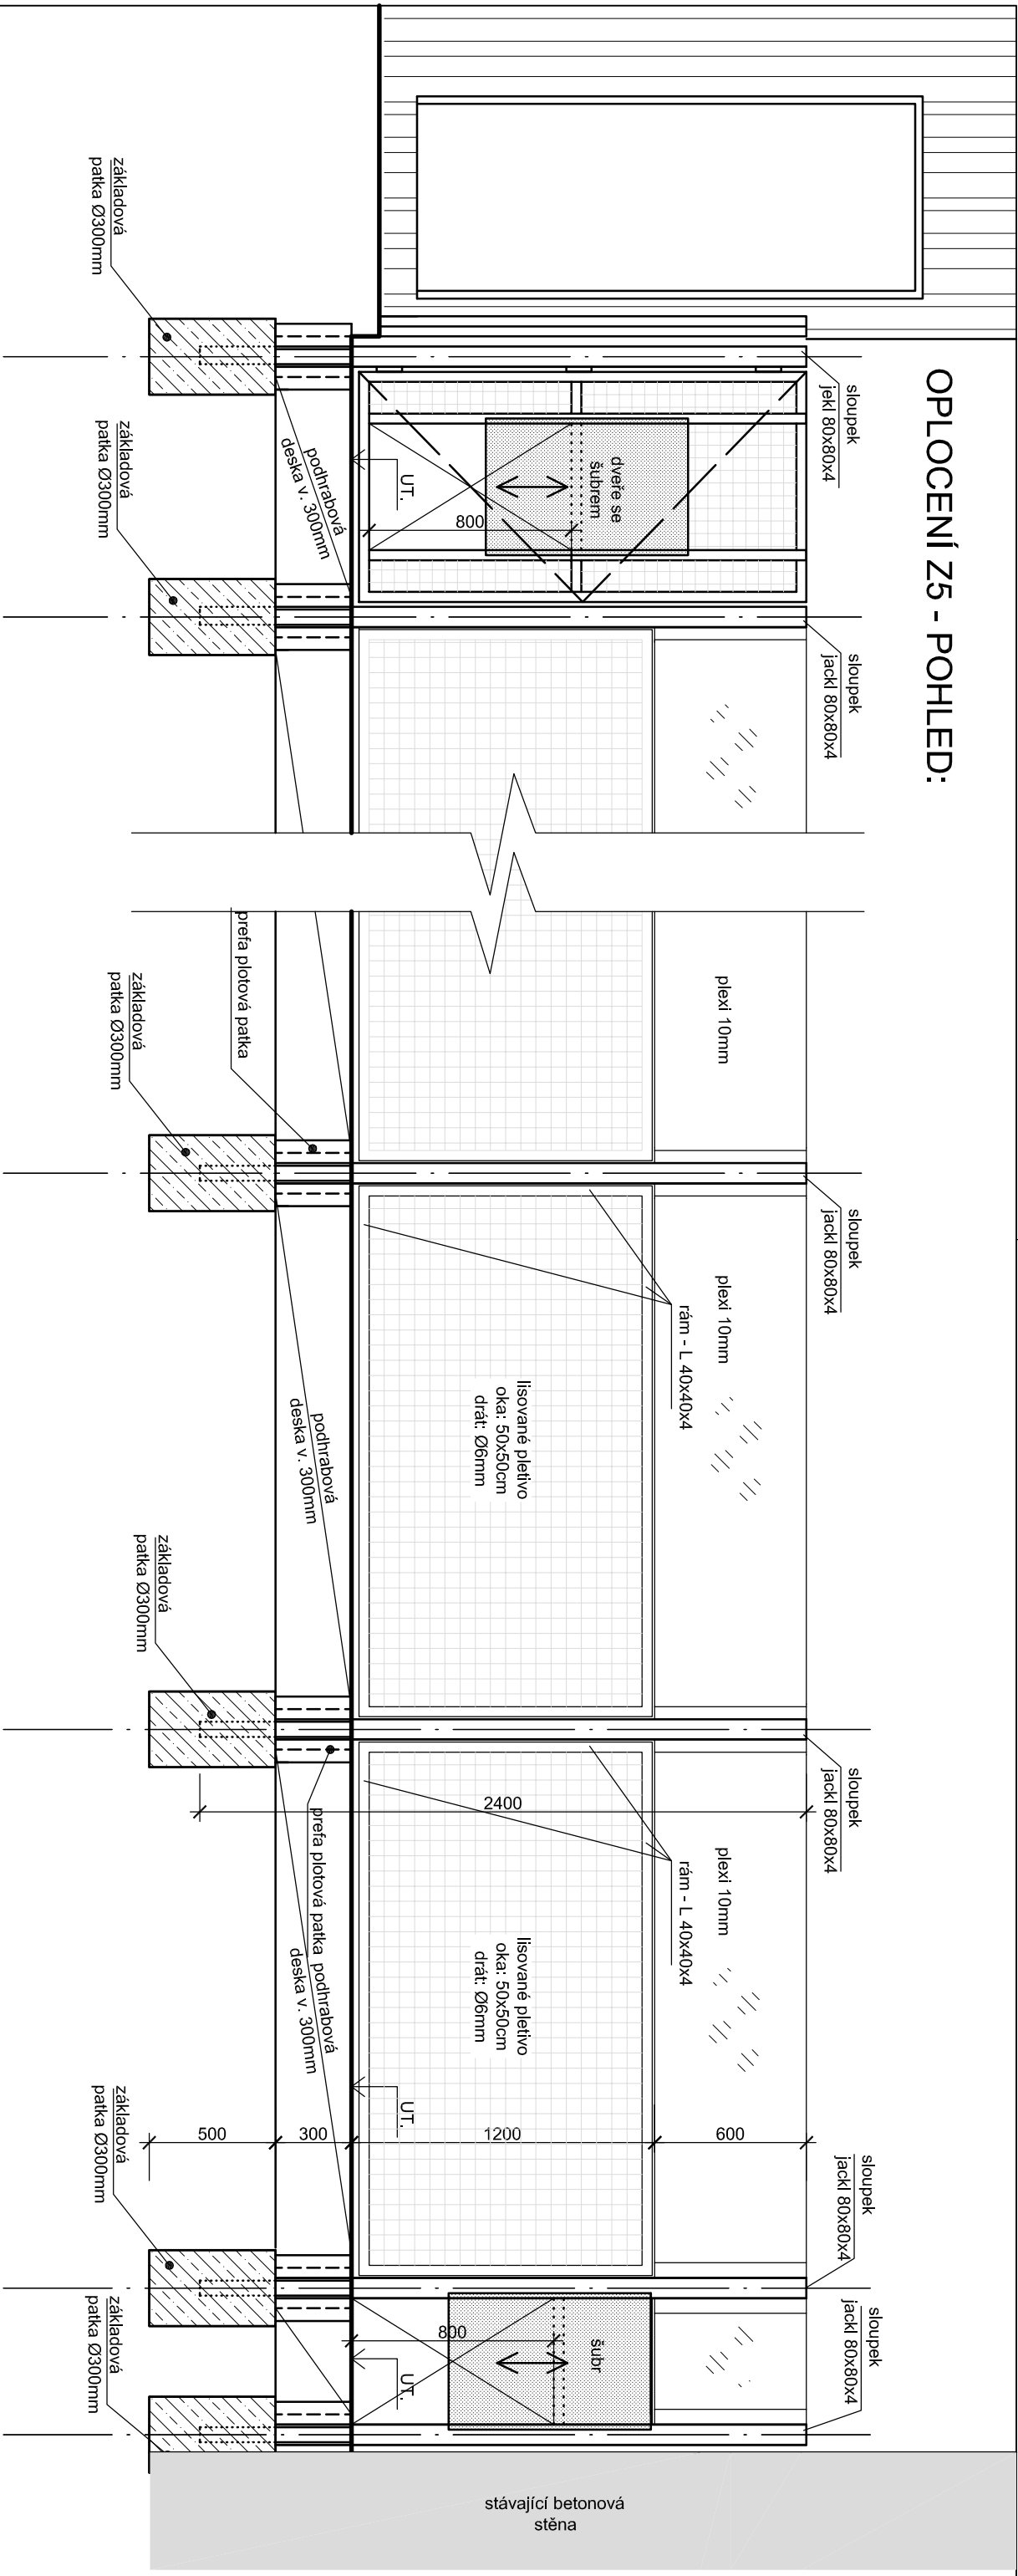 OPLOCENÍ Z5 - POHLED:
sloupek
jekl 80x80x4
sloupek
jackl 80x80x4
sloupek
jackl 80x80x4
sloupek
jackl 80x80x4
sloupek
jackl 80x80x4
sloupek
jackl 80x80x4
plexi 10mm
plexi 10mm
plexi 10mm
rám - L 40x40x4
rám - L 40x40x4
dveře se
šubrem
800
UT.
lisované pletivo
oka: 50x50cm
drát: Ø6mm
lisované pletivo
oka: 50x50cm
drát: Ø6mm
2400
600
1200
300
500
UT.
šubr
800
UT.
podhrabová
deska v. 300mm
podhrabová
deska v. 300mm
podhrabová
deska v. 300mm
prefa plotová patka
prefa plotová patka
základová
patka Ø300mm
základová
patka Ø300mm
základová
patka Ø300mm
základová
patka Ø300mm
základová
patka Ø300mm
základová
patka Ø300mm
stávající betonová
stěna